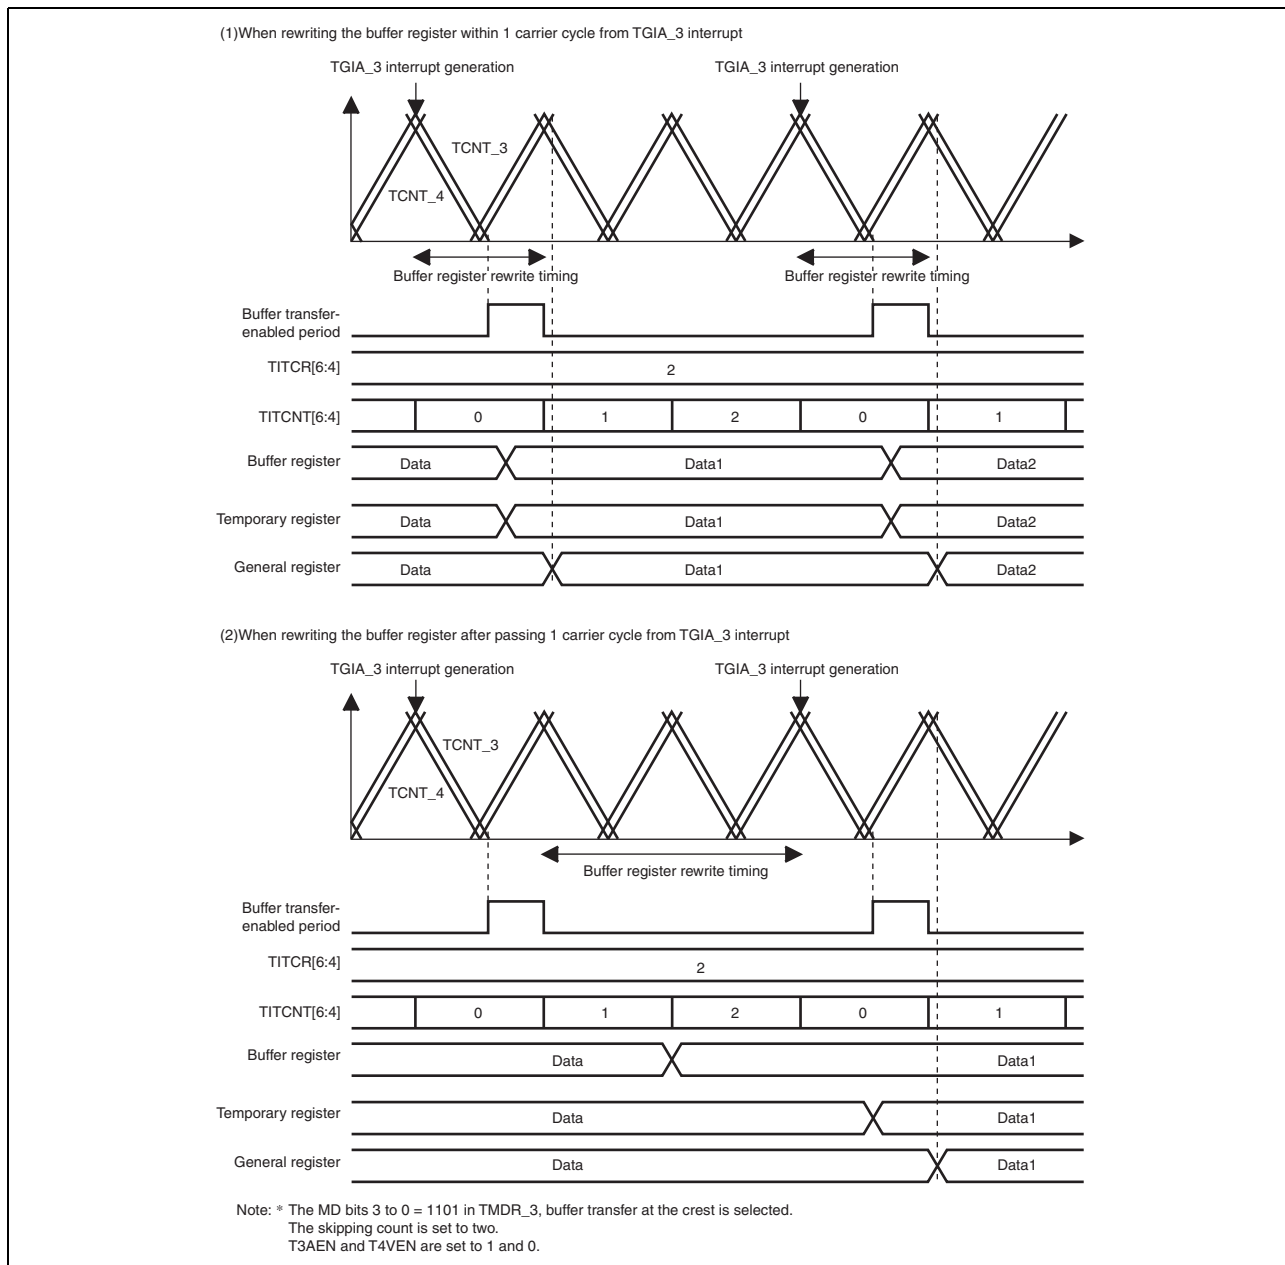 (1)When rewriting the buffer register within 1 carrier cycle from TGIA_3 interrupt
TGIA_3 interrupt generation
TGIA_3 interrupt generation
TCNT_3
TCNT_4
Buffer register rewrite timing
Buffer register rewrite timing
Buffer transfer-
enabled period
TITCR[6:4]
2
TITCNT[6:4]
0
1
2
0
1
Buffer register
Data
Data1
Data2
Temporary register
Data
Data1
Data2
General register
Data
Data1
Data2
(2)When rewriting the buffer register after passing 1 carrier cycle from TGIA_3 interrupt
TGIA_3 interrupt generation
TGIA_3 interrupt generation
TCNT_3
TCNT_4
Buffer register rewrite timing
Buffer transfer-
enabled period
TITCR[6:4]
2
TITCNT[6:4]
0
1
2
0
1
Buffer register
Data
Data1
Temporary register
Data
Data1
General register
Data
Data1
Note: * The MD bits 3 to 0 = 1101 in TMDR_3, buffer transfer at the crest is selected.
The skipping count is set to two.
T3AEN and T4VEN are set to 1 and 0.